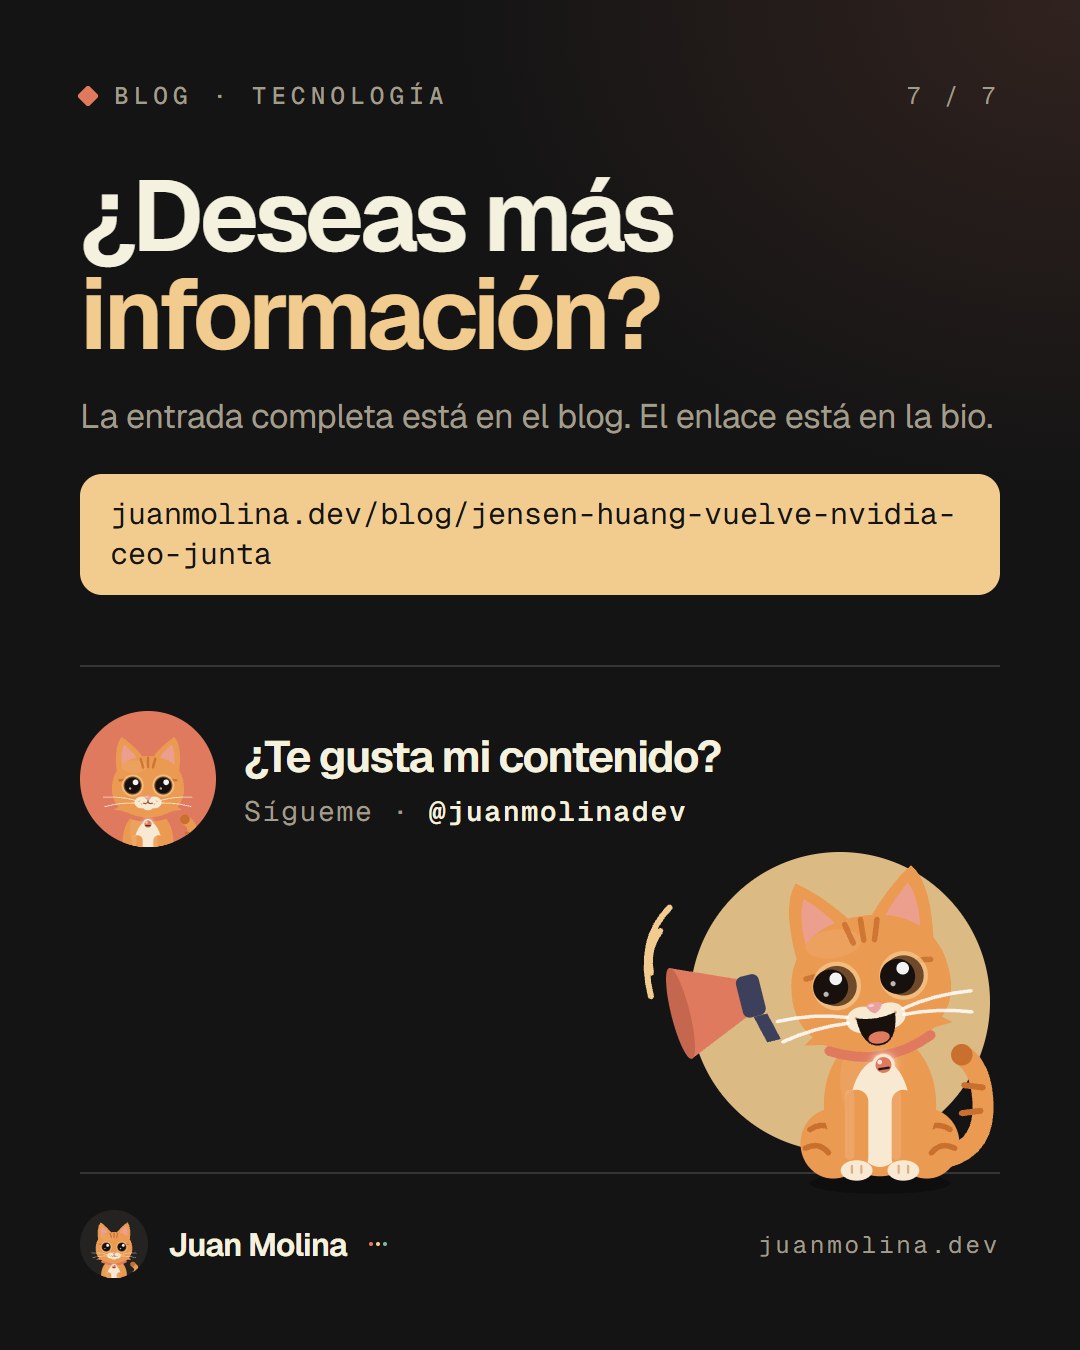 BLOG · TECNOLOGÍA
7 / 7
¿Deseas más
información?
La entrada completa está en el blog. El enlace está en la bio.
juanmolina.dev/blog/jensen-huang-vuelve-nvidia-
ceo-junta
¿Te gusta mi contenido?
Sígueme · @juanmolinadev
Juan Molina
juanmolina.dev